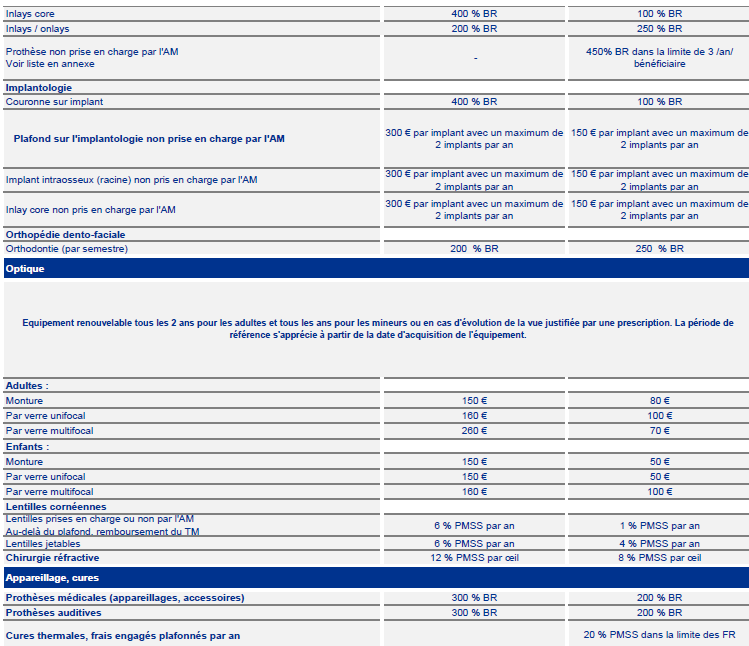 Inlays core 400 % BR 100 % BR
Inlays / onlays 200 % BR 250 % BR
Prothèse non prise en charge par l'AM
Voir liste en annexe
-
450% BR dans la limite de 3 /an/
bénéficiaire
Implantologie
Couronne sur implant 400 % BR 100 % BR
Plafond sur l'implantologie non prise en charge par l'AM
300 € par implant avec un maximum de
2 implants par an
150 € par implant avec un maximum de
2 implants par an
Implant intraosseux (racine) non pris en charge par l'AM
300 € par implant avec un maximum de
2 implants par an
150 € par implant avec un maximum de
2 implants par an
Inlay core non pris en charge par l'AM
300 € par implant avec un maximum de
2 implants par an
150 € par implant avec un maximum de
2 implants par an
Orthopédie dento-faciale
Orthodontie (par semestre) 200 % BR 250 % BR
Optique
Equipement renouvelable tous les 2 ans pour les adultes et tous les ans pour les mineurs ou en cas d'évolution de la vue justifiée par une prescription. La période de
référence s'apprécie à partir de la date d'acquisition de l'équipement.
Adultes :
Monture 150 € 80 €
Par verre unifocal 160 € 100 €
Par verre multifocal 260 € 70 €
Enfants :
Monture 150 € 50 €
Par verre unifocal 150 € 50 €
Par verre multifocal 160 € 100 €
Lentilles cornéennes
Lentilles prises en charge ou non par l'AM
Au-delà du plafond, remboursement du TM
6 % PMSS par an 1 % PMSS par an
Lentilles jetables 6 % PMSS par an 4 % PMSS par an
Chirurgie réfractive 12 % PMSS par œil 8 % PMSS par œil
Appareillage, cures
Prothèses médicales (appareillages, accessoires) 300 % BR 200 % BR
Prothèses auditives 300 % BR 200 % BR
Cures thermales, frais engagés plafonnés par an 20 % PMSS dans la limite des FR